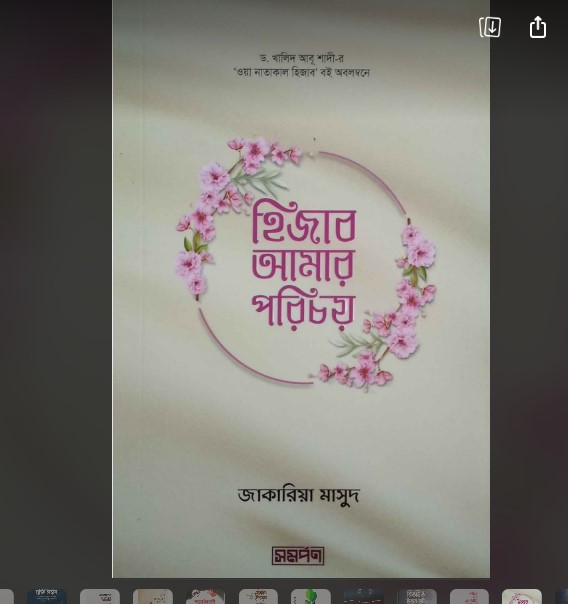 ড. খালিদ আবূ শাদী-র
'ওয়া নাতাকাল হিজাব' বই অবলম্বনে
হিজাব
আমার
পরিচয়
জাকারিয়া মাসুদ
সমর্পণ